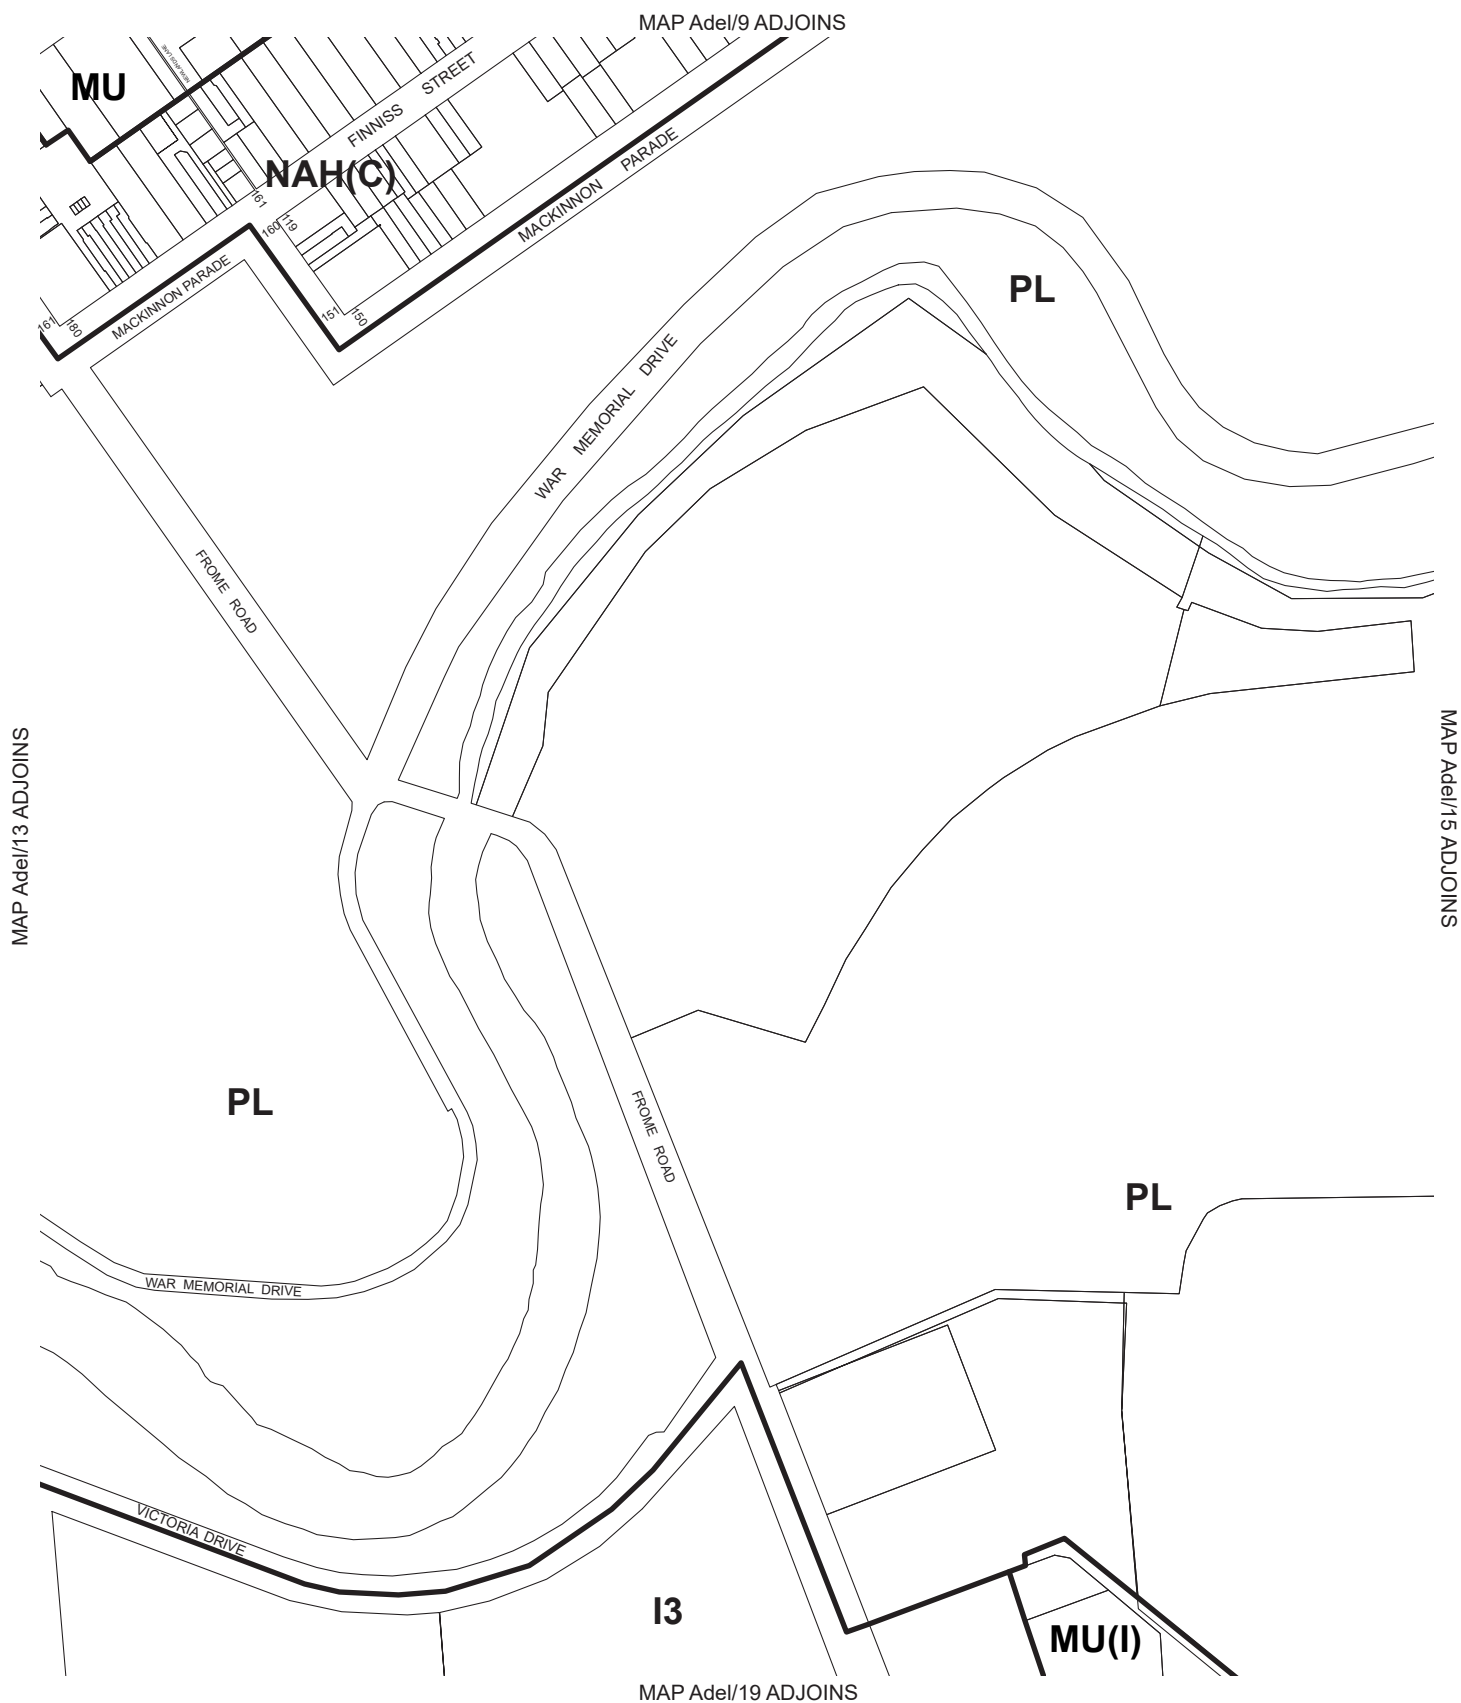 MAP Adel/9 ADJOINS
MU
FINNISS STREET
NAH(C)
MACKINNON PARADE
161
160
119
MACKINNON PARADE
151
150
161
180
PL
WAR MEMORIAL DRIVE
FROME ROAD
MAP Adel/13 ADJOINS
MAP Adel/15 ADJOINS
PL
FROME ROAD
PL
WAR MEMORIAL DRIVE
VICTORIA DRIVE
I3
MU(I)
MAP Adel/19 ADJOINS